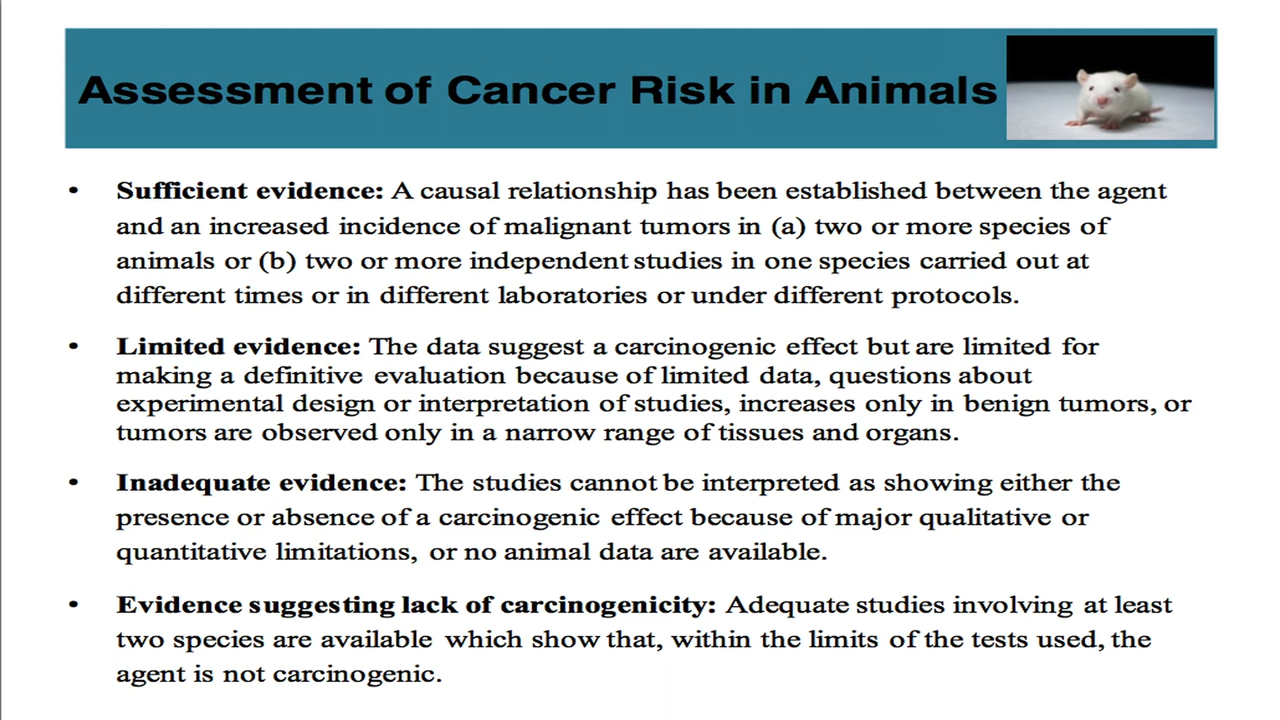 Assessment of Cancer Risk in Animals
• Sufficient evidence: A causal relationship has been established between the agent
and an increased incidence of malignant tumors in (a) two or more species of
animals or (b) two or more independent studies in one species carried out at
different times or in different laboratories or under different protocols.
• Limited evidence: The data suggest a carcinogenic effect but are limited for
making a definitive evaluation because of limited data, questions about
experimental design or interpretation of studies, increases only in benign tumors, or
tumors are observed only in a narrow range of tissues and organs.
• Inadequate evidence: The studies cannot be interpreted as showing either the
presence or absence of a carcinogenic effect because of major qualitative or
quantitative limitations, or no animal data are available.
• Evidence suggesting lack of carcinogenicity: Adequate studies involving at least
two species are available which show that, within the limits of the tests used, the
agent is not carcinogenic.